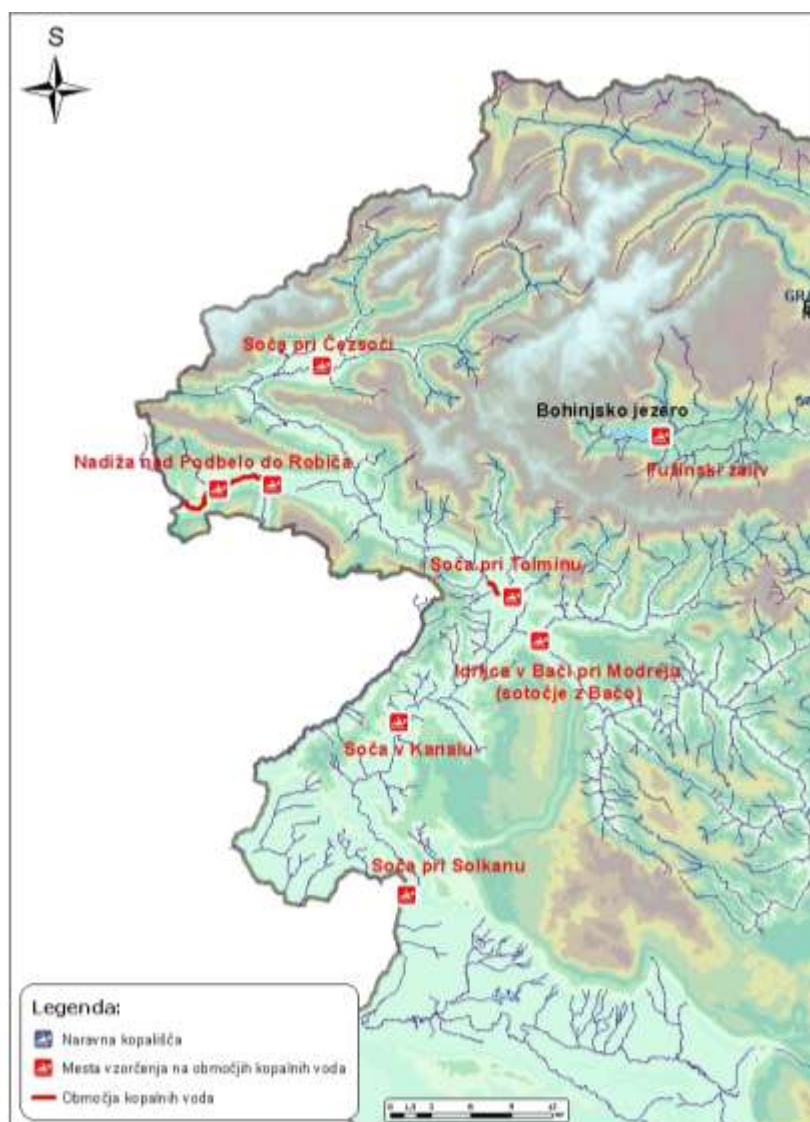 S
Soča pri Čezsoči
Bohinjsko jezero
Fužinski zaliv
Nadiža nad Podbelo do Robiča
Soča pri Tolminu
Idrijca v Bači pri Modreju
(sotočje z Bačo)
Soča v Kanalu
Soča pri Solkanu
Legenda:
Naravna kopališča
Mesta vzorčenja na območjih kopalnih voda
Območja kopalnih voda